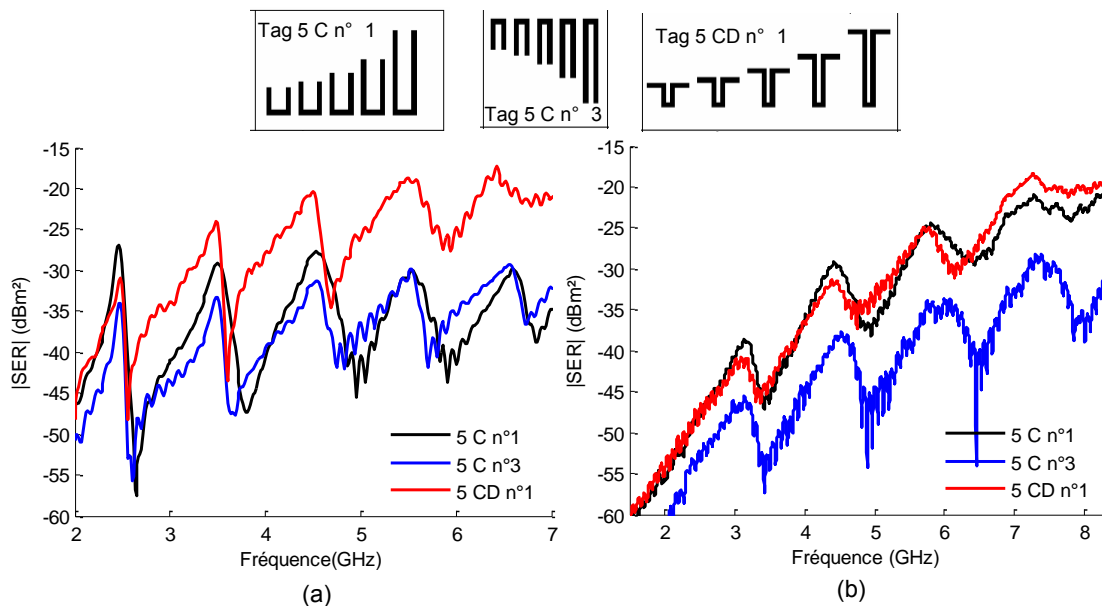 Tag 5 C n° 1
Tag 5 C n° 3
Tag 5 CD n° 1
-15
-20
-25
-30
-35
-40
-45
-50
-55
-60
|SER| (dBm²)
5 C n°1
5 C n°3
5 CD n°1
2
3
4
5
6
7
Fréquence(GHz)
(a)
-15
-20
-25
-30
-35
-40
-45
-50
-55
-60
|SER| (dBm²)
5 C n°1
5 C n°3
5 CD n°1
2
3
4
5
6
7
8
Fréquence (GHz)
(b)